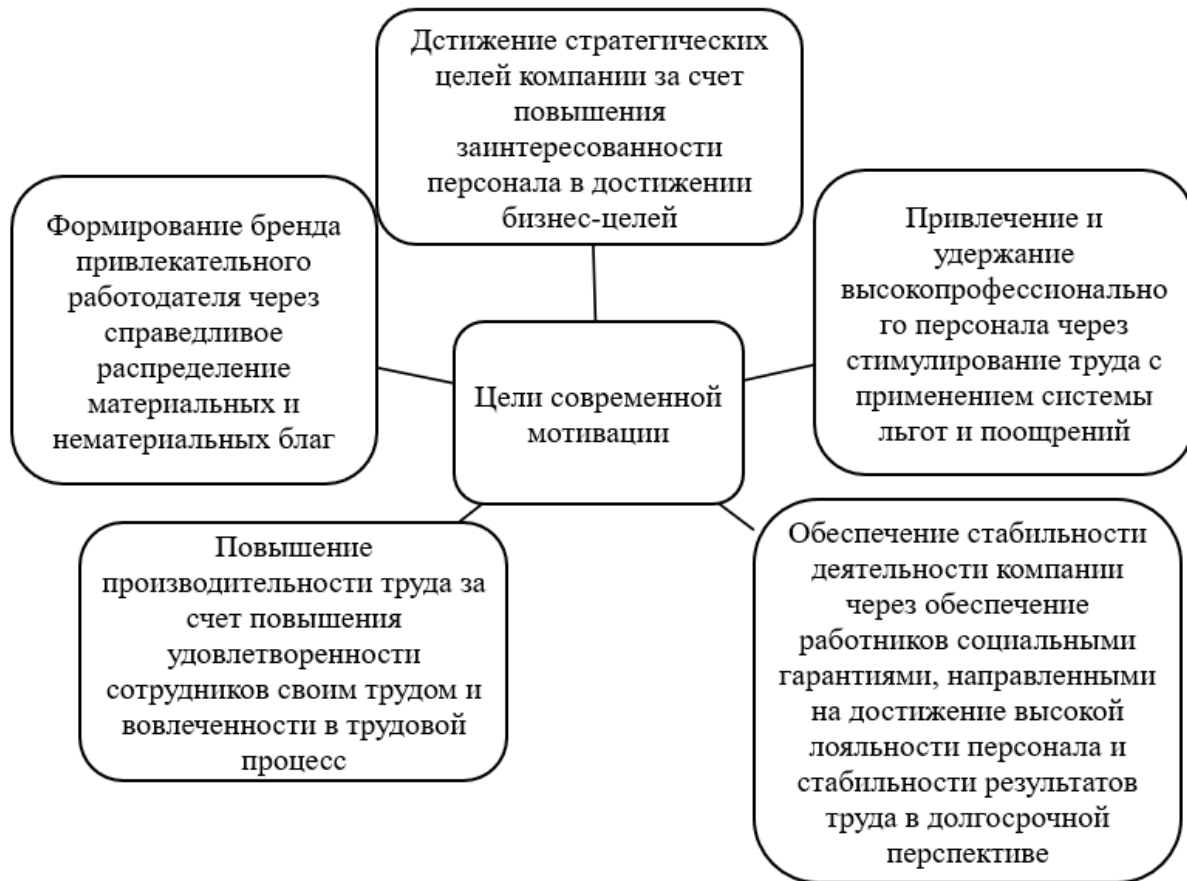 Дстижение стратегических
целей компании за счет
повышения
заинтересованности
персонала в достижении
бизнес-целей
Формирование бренда
привлекательного
работодателя через
справедливое
распределение
материальных и
нематериальных благ
Привлечение и
удержание
высокопрофессионально
го персонала через
стимулирование труда с
применением системы
льгот и поощрений
Цели современной
мотивации
Повышение
производительности труда за
счет повышения
удовлетворенности
сотрудников своим трудом и
вовлеченности в трудовой
процесс
Обеспечение стабильности
деятельности компании
через обеспечение
работников социальными
гарантиями, направленными
на достижение высокой
лояльности персонала и
стабильности результатов
труда в долгосрочной
перспективе